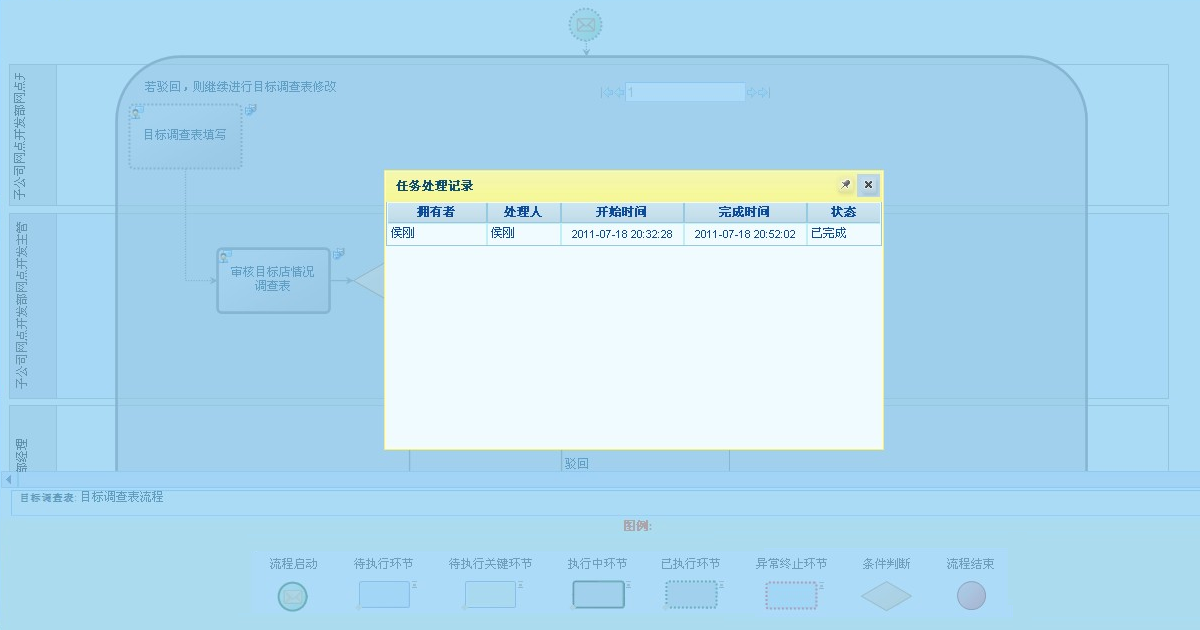 若驳回，则继续进行目标调查表修改
1
目标调查表填写
子公司网点开发部网点开
任务处理记录
拥有者 处理人 开始时间 完成时间 状态
侯刚 侯刚 2011-07-18 20:32:28 2011-07-18 20:52:02 已完成
审核目标店情况
调查表
子公司网点开发部网点开发主管
部经理
驳回
目标调查表: 目标调查表流程
图例:
流程启动 待执行环节 待执行关键环节 执行中环节 已执行环节 异常终止环节 条件判断 流程结束